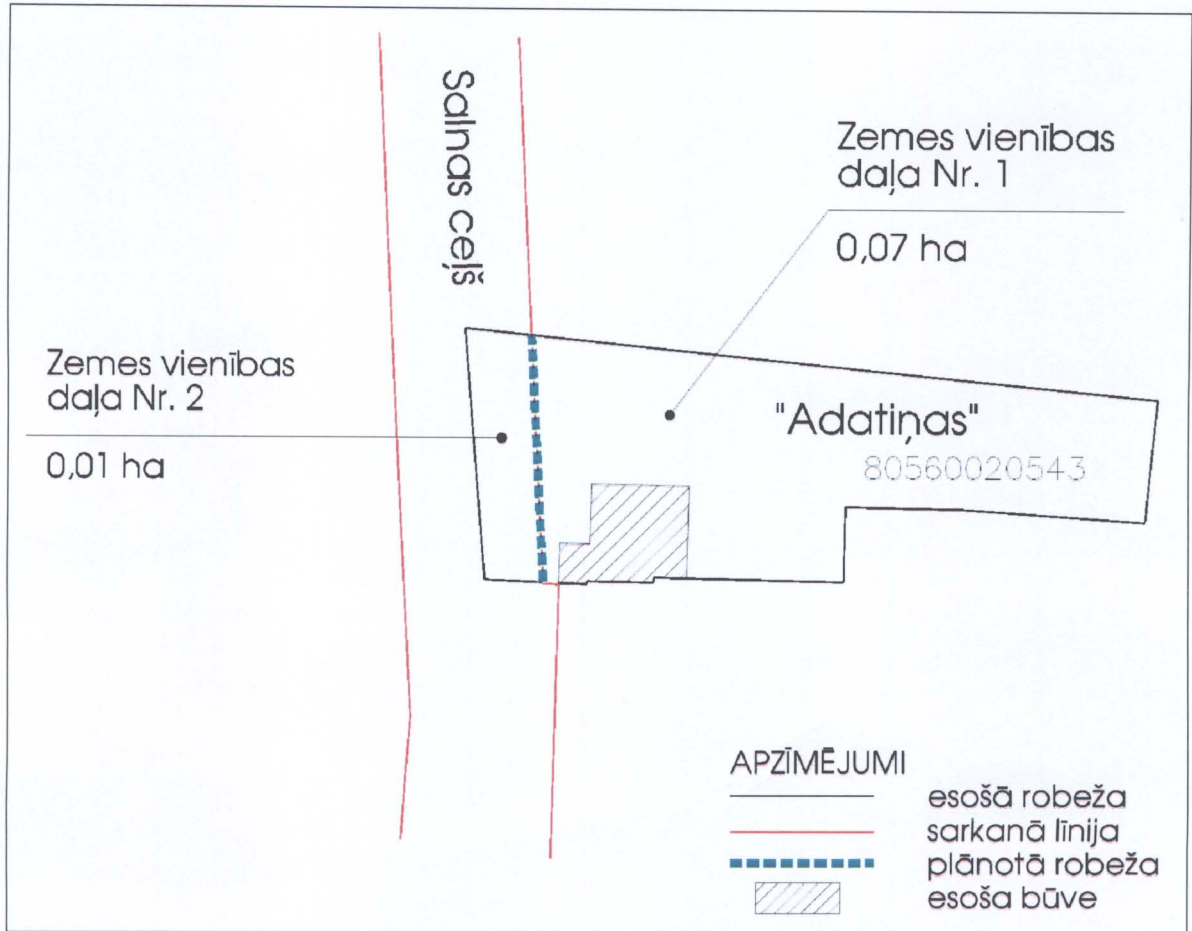 Salnas ceļš
Zemes vienības
daļa Nr. 1
0,07 ha
Zemes vienības
daļa Nr. 2
0,01 ha
"Adatiņas"
80560020543
APZĪMĒJUMI
esošā robeža
sarkanā līnija
plānotā robeža
esoša būve